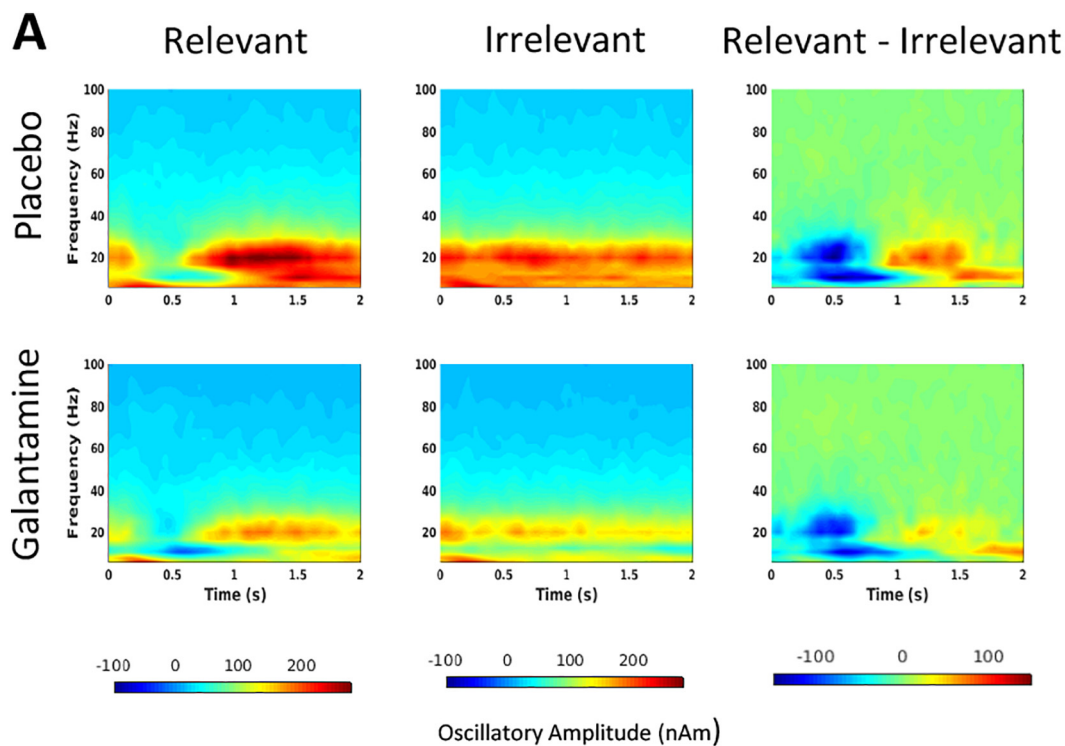 A
Relevant
Irrelevant
Relevant - Irrelevant
Placebo
Frequency (Hz)
100
80
60
40
20
0 0.5 1 1.5 2
100
80
60
40
20
0 0.5 1 1.5 2
100
80
60
40
20
0 0.5 1 1.5 2
Galantamine
Frequency (Hz)
100
80
60
40
20
0 0.5 1 1.5 2
Time (s)
100
80
60
40
20
0 0.5 1 1.5 2
Time (s)
100
80
60
40
20
0 0.5 1 1.5 2
Time (s)
-100 0 100 200
-100 0 100 200
-100 0 100
Oscillatory Amplitude (nAm)